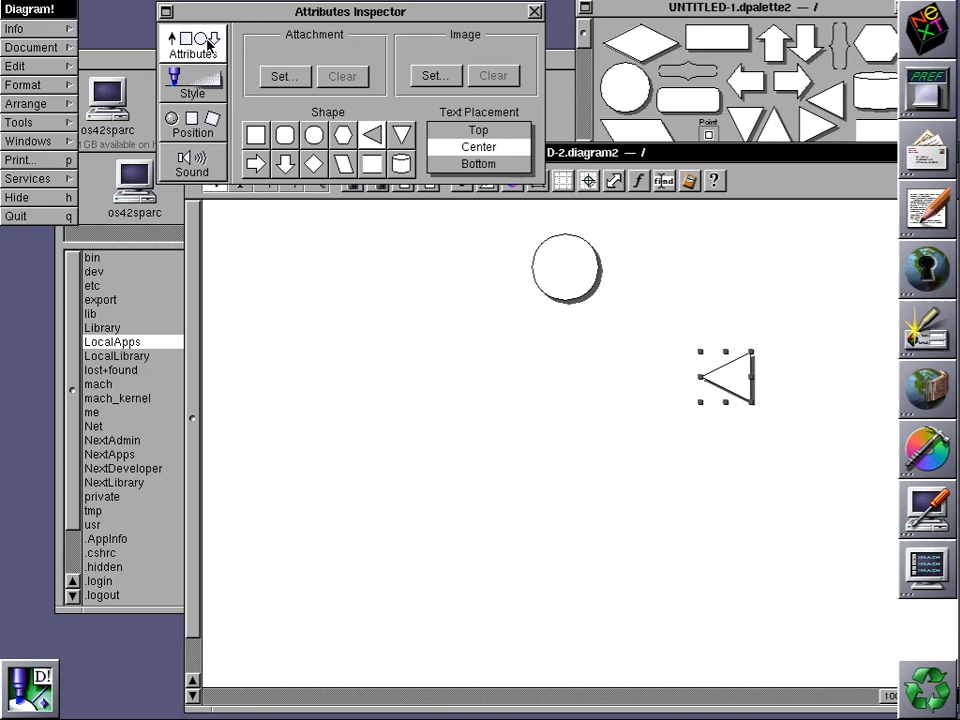 Diagram!
Info
Document
Edit
Format
Arrange
Tools
Windows
Print... p
Services
Hide h
Quit q
os42sparc
GB available on h
os42sparc
Attributes Inspector
Attributes
Style
Position
Sound
Attachment
Set...
Clear
Image
Set...
Clear
Shape
Text Placement
Top
Center
Bottom
UNTITLED-1.dpalette2 — /
Point
D-2.diagram2 — /
find
?
bin
dev
etc
export
lib
Library
LocalApps
LocalLibrary
lost+found
mach
mach_kernel
me
Net
NextAdmin
NextApps
NextDeveloper
NextLibrary
private
tmp
usr
.AppInfo
.cshrc
.hidden
.login
.logout
100
NeXT
PREF
D!